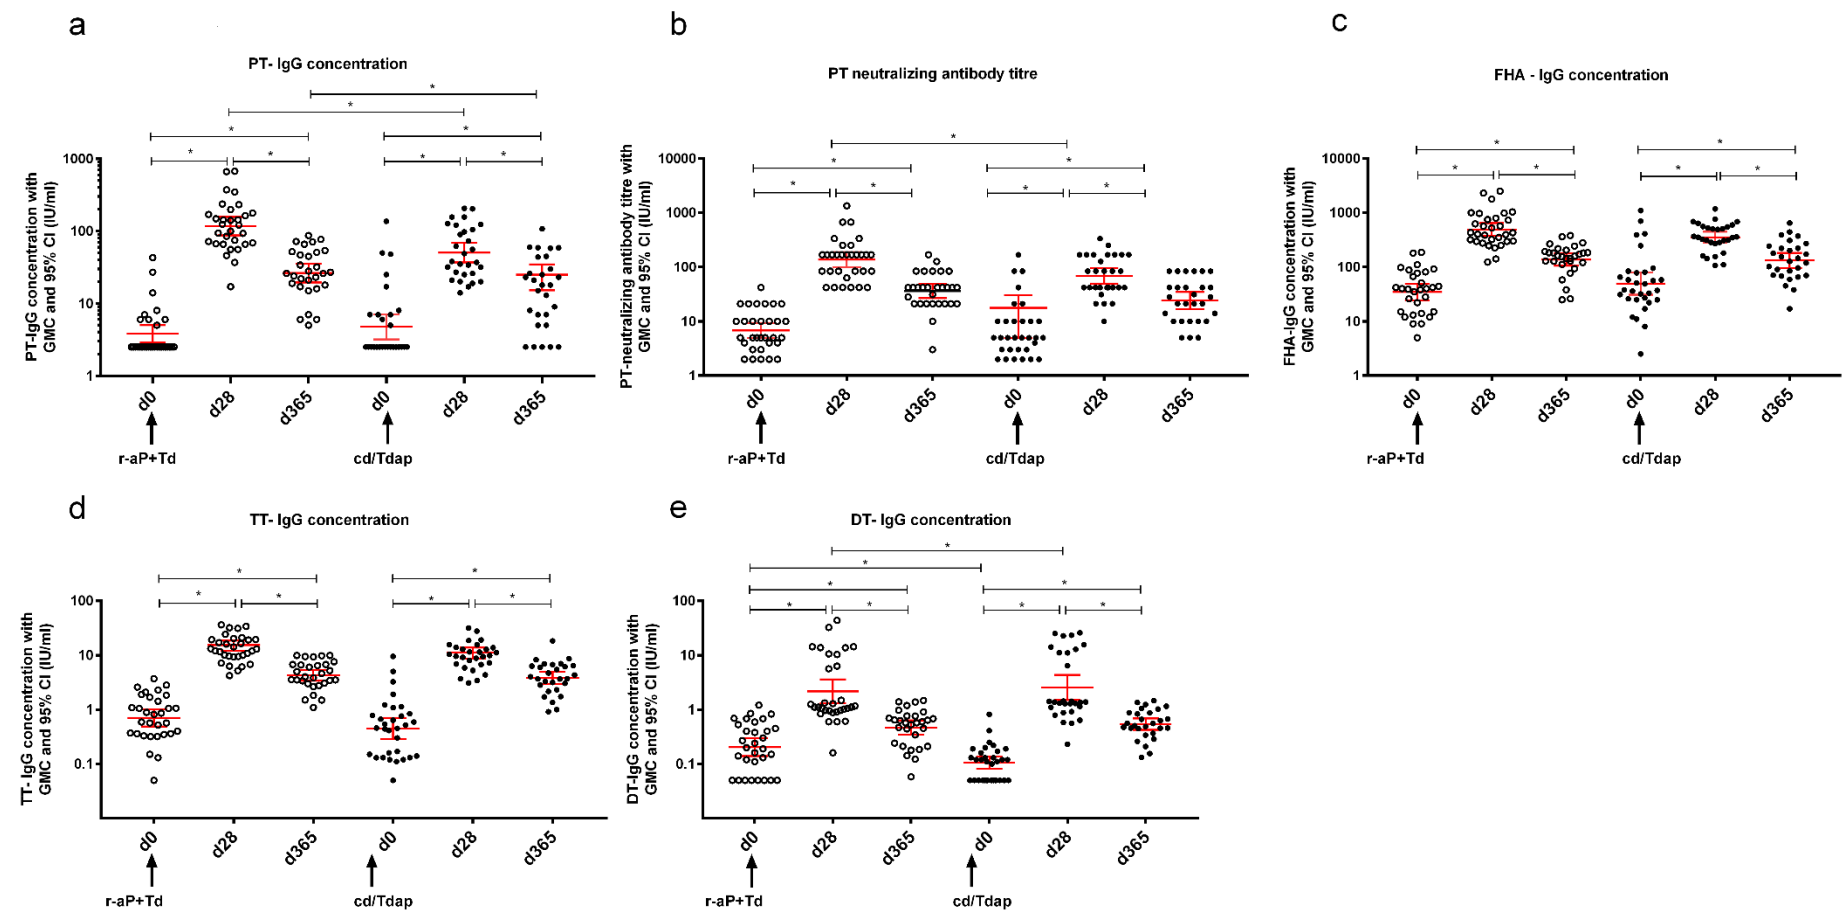 a
PT- IgG concentration
PT-IgG concentration with
GMC and 95% CI (IU/ml)
* * * * * * * *
1000
100
10
1
d0 d28 d365 d0 d28 d365
r-aP+Td cd/Tdap
b
PT neutralizing antibody titre
PT-neutralizing antibody titre with
GMC and 95% CI (IU/ml)
* * * * * * *
10000
1000
100
10
1
d0 d28 d365 d0 d28 d365
r-aP+Td cd/Tdap
c
FHA - IgG concentration
FHA-IgG concentration with
GMC and 95% CI (IU/ml)
* * * * * *
10000
1000
100
10
1
d0 d28 d365 d0 d28 d365
r-aP+Td cd/Tdap
d
TT- IgG concentration
TT- IgG concentration with
GMC and 95% CI (IU/ml)
* * * * * *
100
10
1
0.1
d0 d28 d365 d0 d28 d365
r-aP+Td cd/Tdap
e
DT- IgG concentration
DT-IgG concentration with
GMC and 95% CI (IU/ml)
* * * * * * * *
100
10
1
0.1
d0 d28 d365 d0 d28 d365
r-aP+Td cd/Tdap